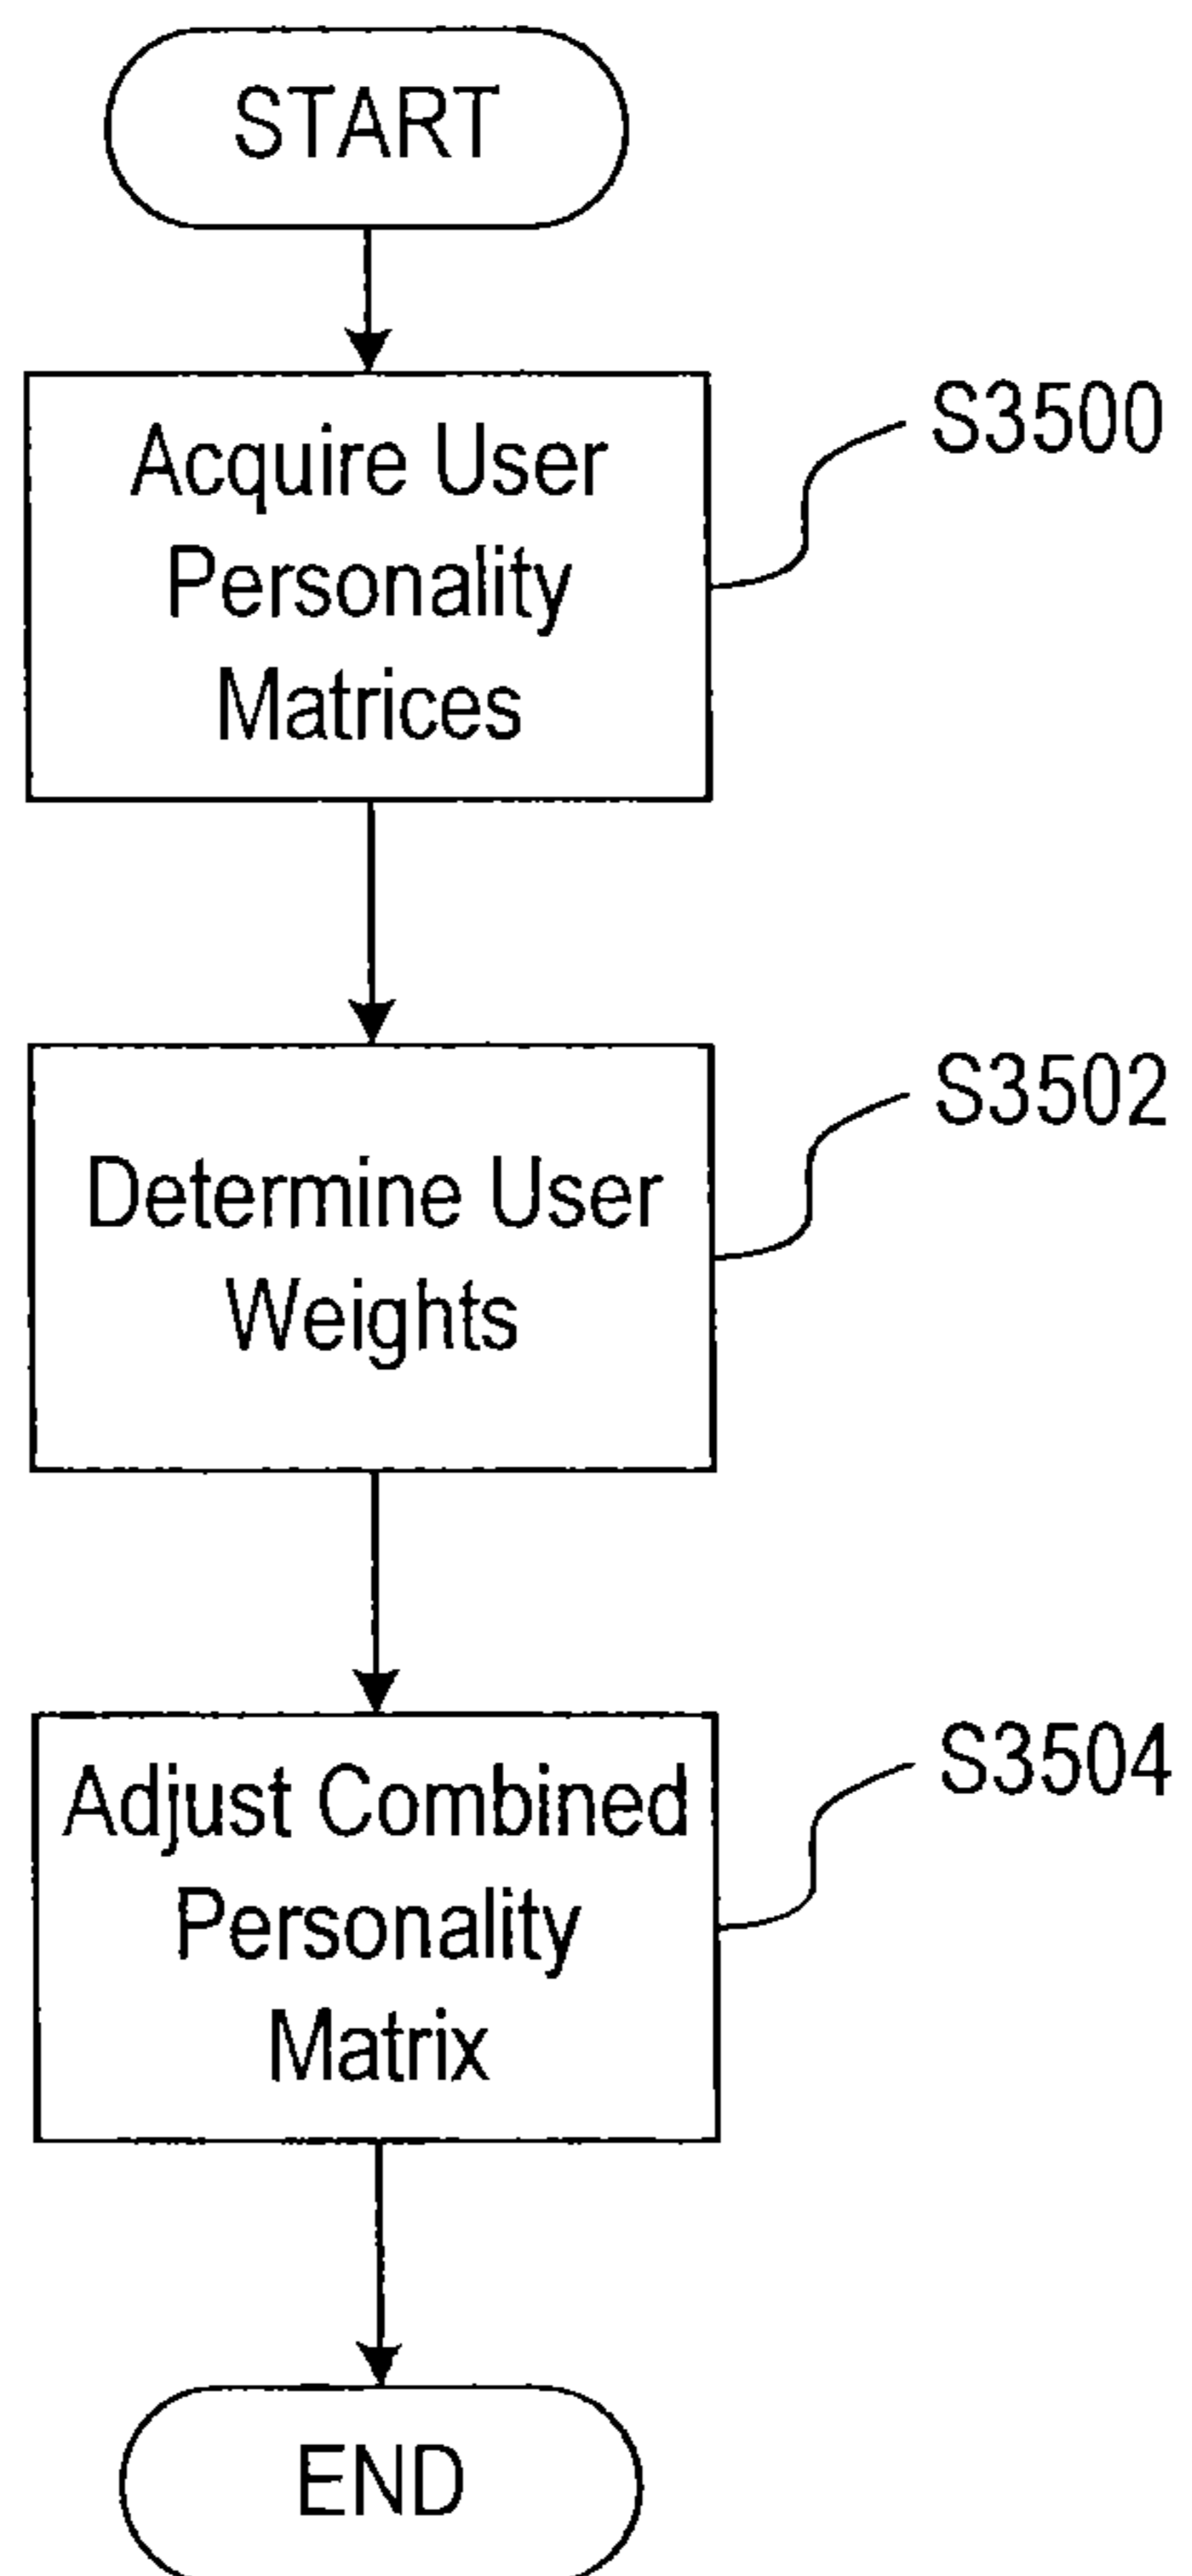 START
Acquire User
Personality
Matrices
S3500
Determine User
Weights
S3502
Adjust Combined
Personality
Matrix
S3504
END